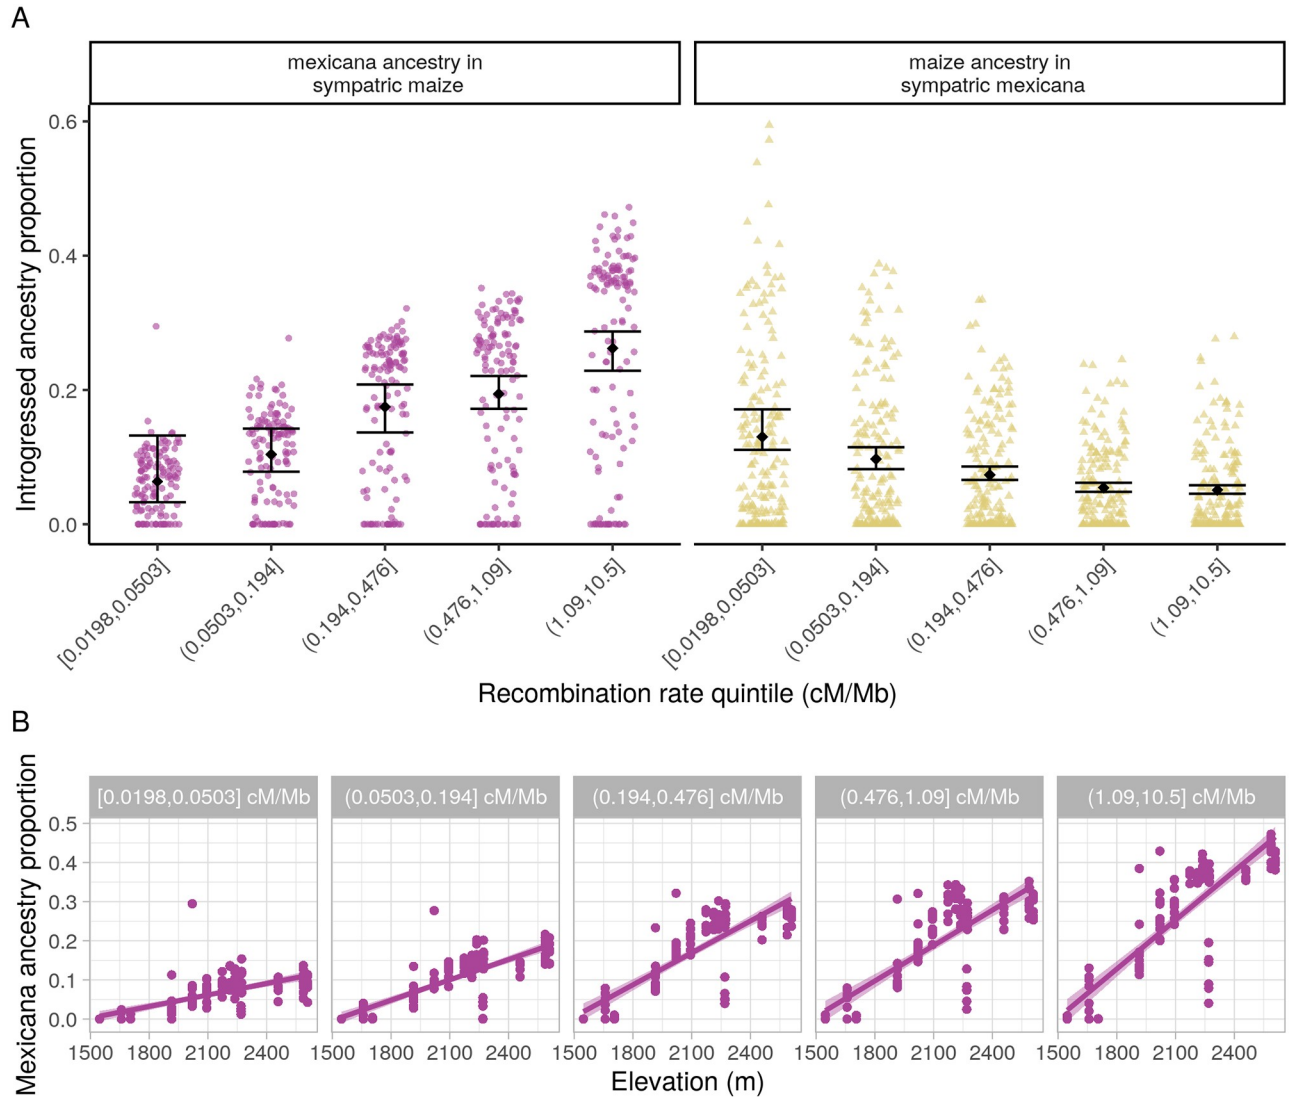 A
mexicana ancestry in
sympatric maize
maize ancestry in
sympatric mexicana
Introgressed ancestry proportion
0.6
0.4
0.2
0.0
[0.0198,0.0503]
(0.0503,0.194]
(0.194,0.476]
(0.476,1.09]
(1.09,10.5]
[0.0198,0.0503]
(0.0503,0.194]
(0.194,0.476]
(0.476,1.09]
(1.09,10.5]
Recombination rate quintile (cM/Mb)
B
Mexicana ancestry proportion
[0.0198,0.0503] cM/Mb
(0.0503,0.194] cM/Mb
(0.194,0.476] cM/Mb
(0.476,1.09] cM/Mb
(1.09,10.5] cM/Mb
0.5
0.4
0.3
0.2
0.1
0.0
1500 1800 2100 2400
1500 1800 2100 2400
1500 1800 2100 2400
1500 1800 2100 2400
1500 1800 2100 2400
Elevation (m)